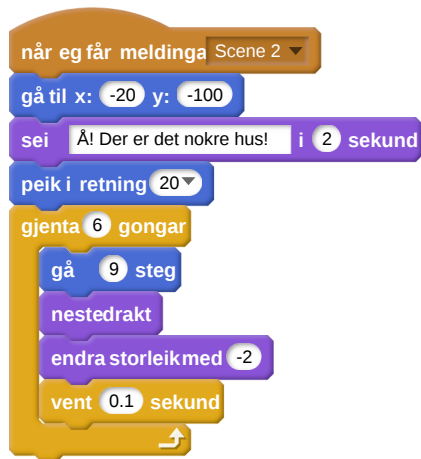 når eg får meldinga Scene 2
gå til x: -20 y: -100
sei Å! Der er det nokre hus! i 2 sekund
peik i retning 20
gjenta 6 gongar
gå 9 steg
nestedrakt
endra storleik med -2
vent 0.1 sekund